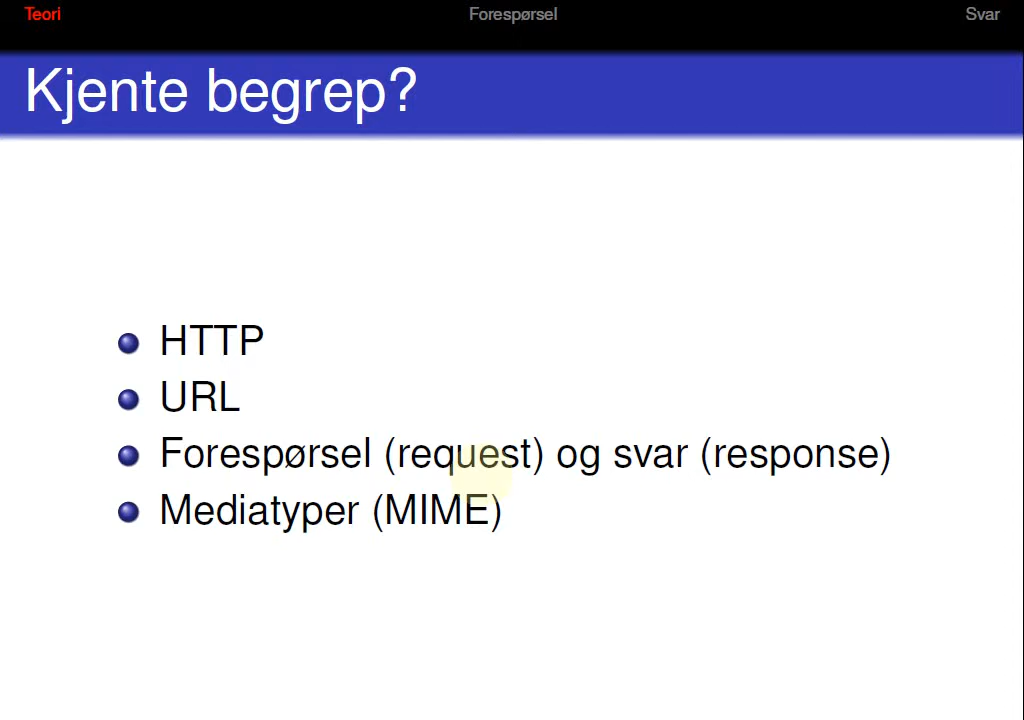 Teori Forespørsel Svar
Kjente begrep?
HTTP
URL
Forespørsel (request) og svar (response)
Mediatyper (MIME)